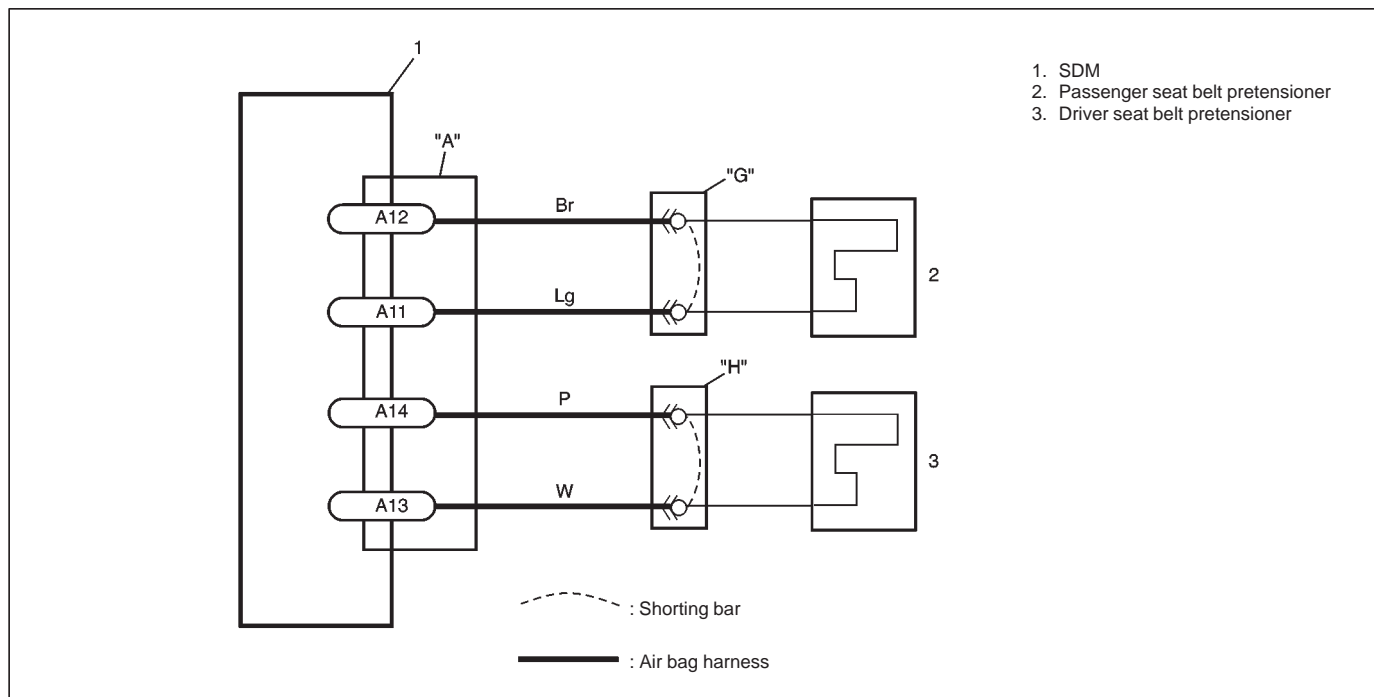 1
1. SDM
2. Passenger seat belt pretensioner
3. Driver seat belt pretensioner
"A"
"G"
A12
Br
2
A11
Lg
"H"
A14
P
3
A13
W
: Shorting bar
: Air bag harness